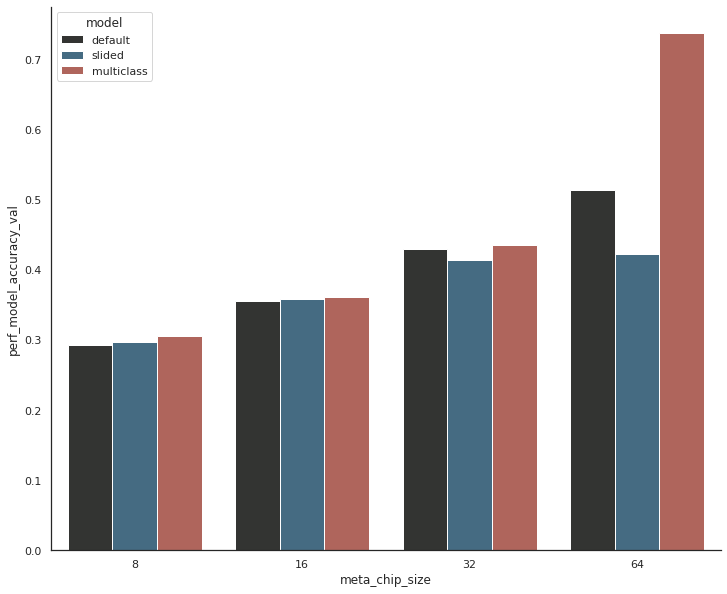 model
default
slided
multiclass
0.7
0.6
0.5
0.4
0.3
0.2
0.1
0.0
perf_model_accuracy_val
8
16
32
64
meta_chip_size